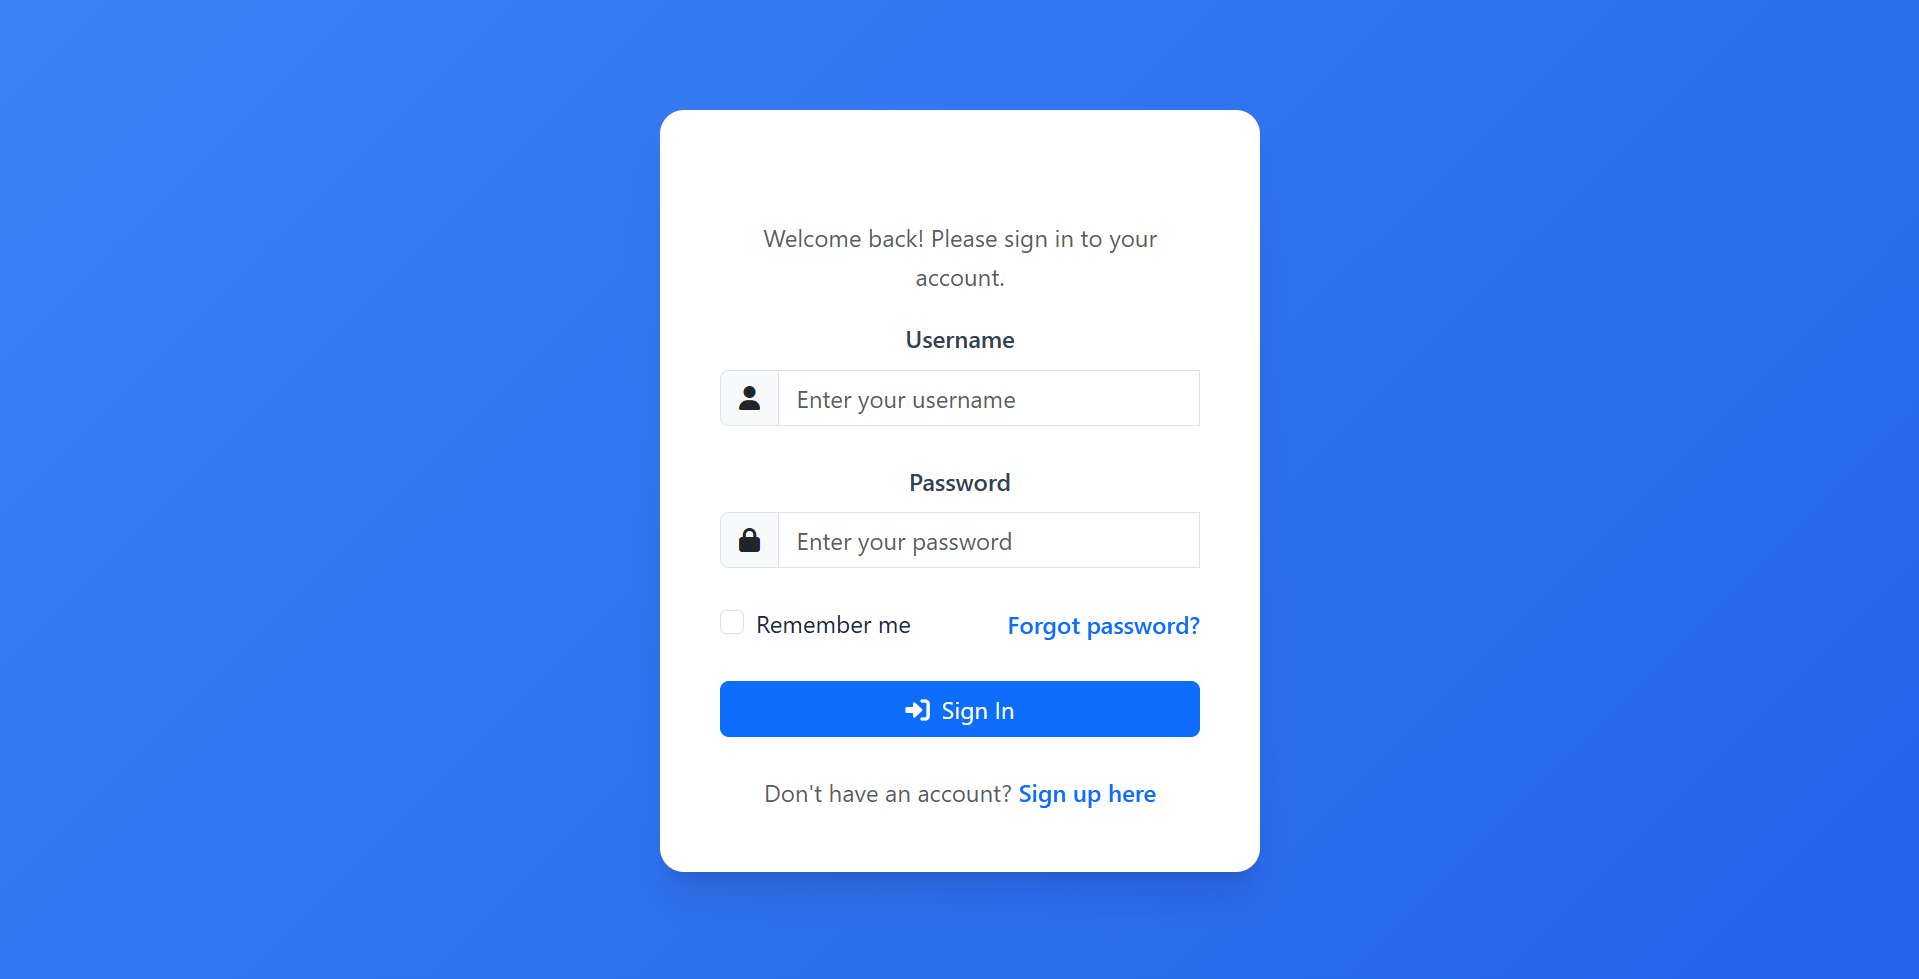 Welcome back! Please sign in to your
account.
Username
Enter your username
Password
Enter your password
Remember me
Forgot password?
Sign In
Don't have an account? Sign up here